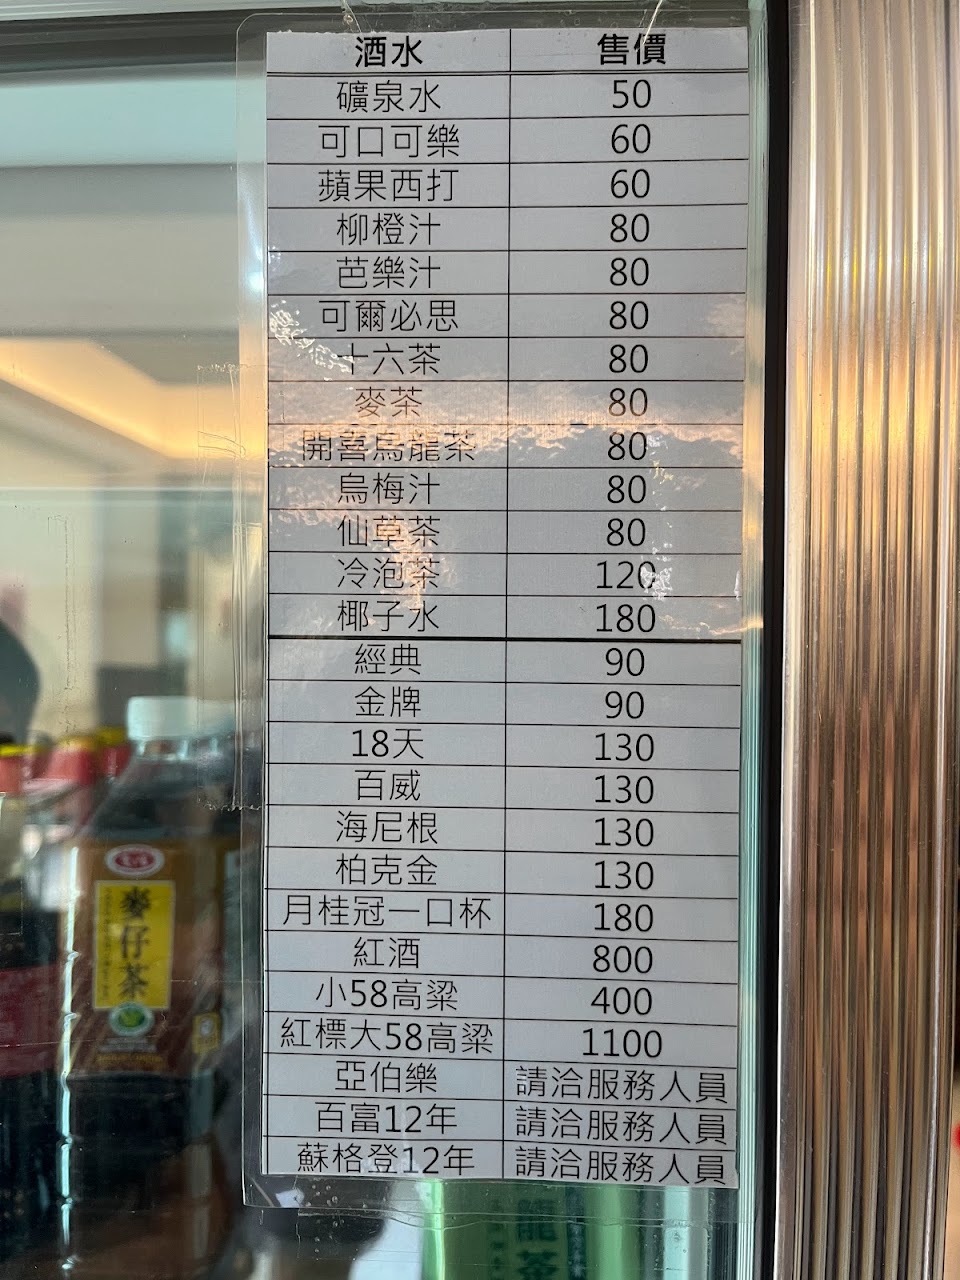 酒水 售價
礦泉水 50
可口可樂 60
蘋果西打 60
柳橙汁 80
芭樂汁 80
可爾必思 80
十六茶 80
麥茶 80
開喜烏龍茶 80
烏梅汁 80
仙草茶 80
冷泡茶 120
椰子水 180
經典 90
金牌 90
18天 130
百威 130
海尼根 130
柏克金 130
月桂冠一口杯 180
紅酒 800
小58高粱 400
紅標大58高粱 1100
亞伯樂 請洽服務人員
百富12年 請洽服務人員
蘇格登12年 請洽服務人員
麥仔茶
龍茶